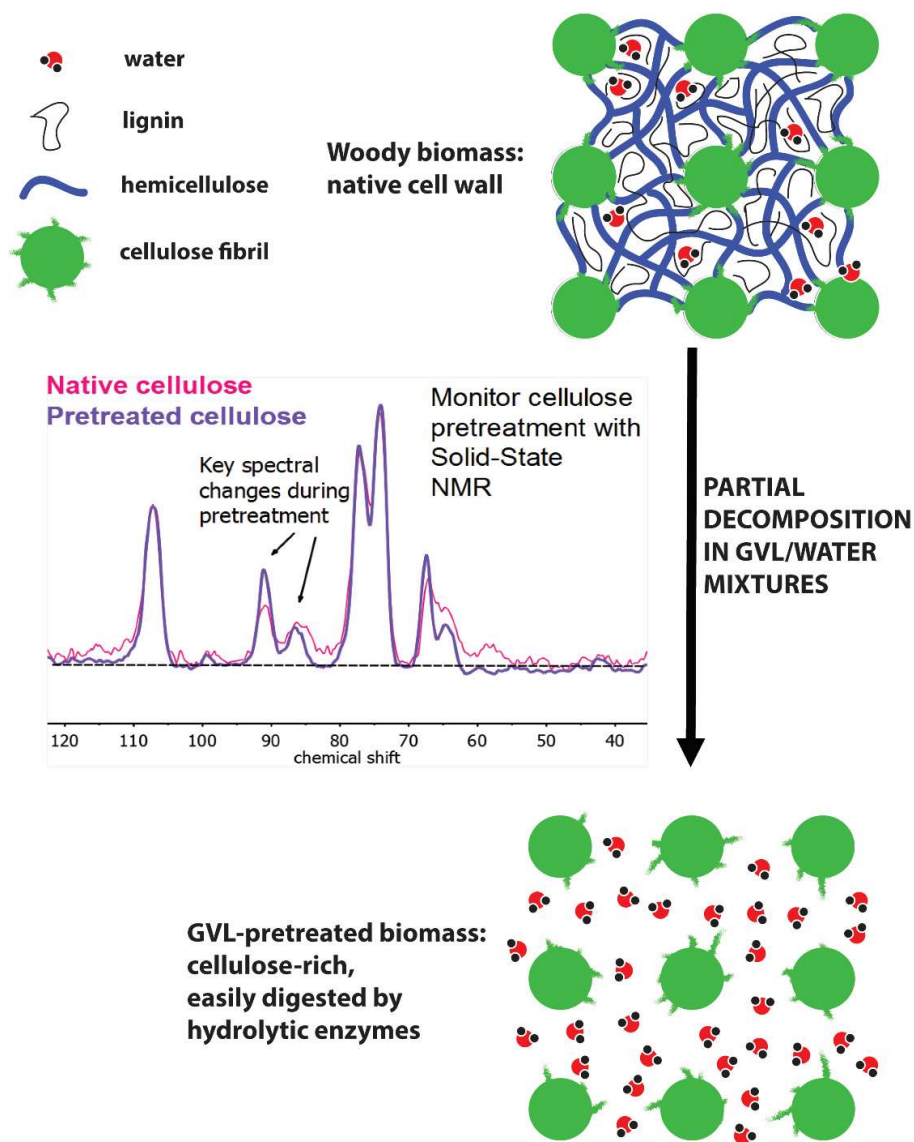 water
lignin
hemicellulose
cellulose fibril
Woody biomass:
native cell wall
Native cellulose
Pretreated cellulose
Key spectral
changes during
pretreatment
Monitor cellulose
pretreatment with
Solid-State
NMR
120 110 100 90 80 70 60 50 40
chemical shift
PARTIAL
DECOMPOSITION
IN GVL/WATER
MIXTURES
GVL-pretreated biomass:
cellulose-rich,
easily digested by
hydrolytic enzymes